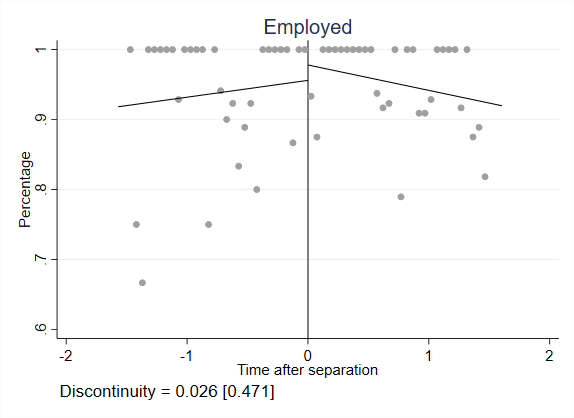 Employed
Percentage
1
.9
.8
.7
.6
-2 -1 0 1 2
Time after separation
Discontinuity = 0.026 [0.471]